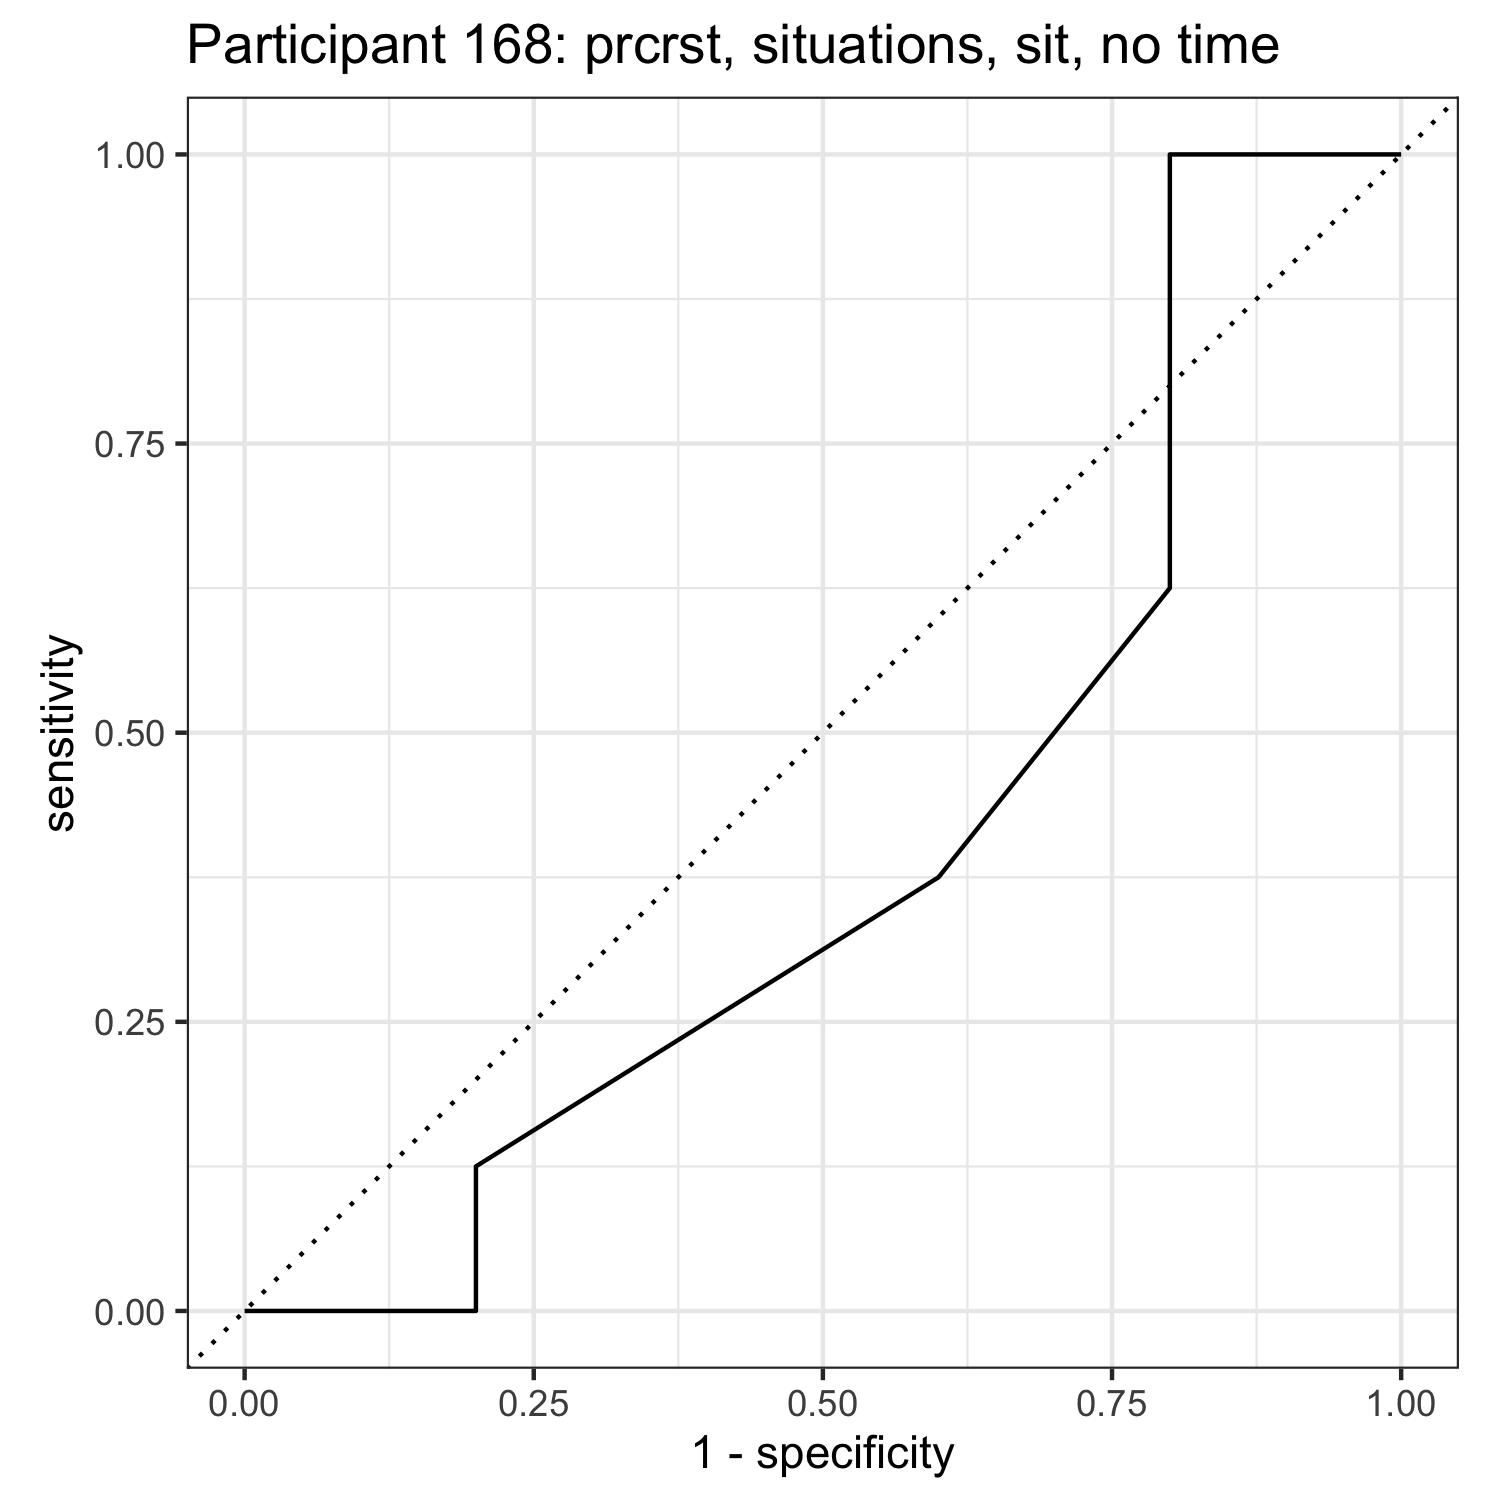 Participant 168: prcrst, situations, sit, no time
1.00
0.75
0.50
0.25
0.00
sensitivity
0.00 0.25 0.50 0.75 1.00
1 - specificity